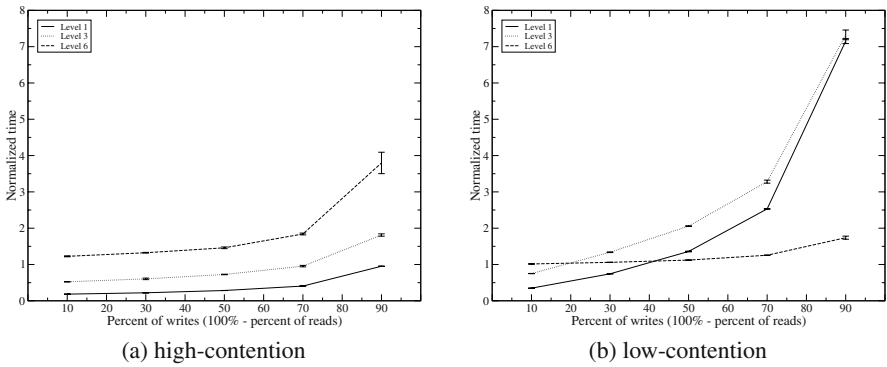 8
7
6
5
4
3
2
1
0
Normalized time
Level 1
Level 3
Level 6
10 20 30 40 50 60 70 80 90
Percent of writes (100% - percent of reads)
(a) high-contention
8
7
6
5
4
3
2
1
0
Normalized time
Level 1
Level 3
Level 6
10 20 30 40 50 60 70 80 90
Percent of writes (100% - percent of reads)
(b) low-contention